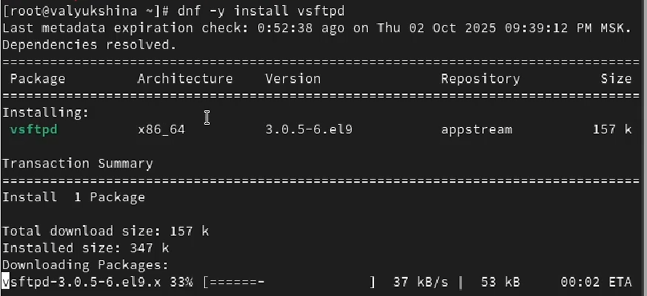 [root@valyukshina ~]# dnf -y install vsftpd
Last metadata expiration check: 0:52:38 ago on Thu 02 Oct 2025 09:39:12 PM MSK.
Dependencies resolved.
================================================================================
 Package         Architecture    Version              Repository           Size
================================================================================
Installing:
 vsftpd          x86_64          3.0.5-6.el9          appstream           157 k

Transaction Summary
================================================================================
Install  1 Package

Total download size: 157 k
Installed size: 347 k
Downloading Packages:
vsftpd-3.0.5-6.el9.x 33% [======-             ]  37 kB/s |  53 kB     00:02 ETA